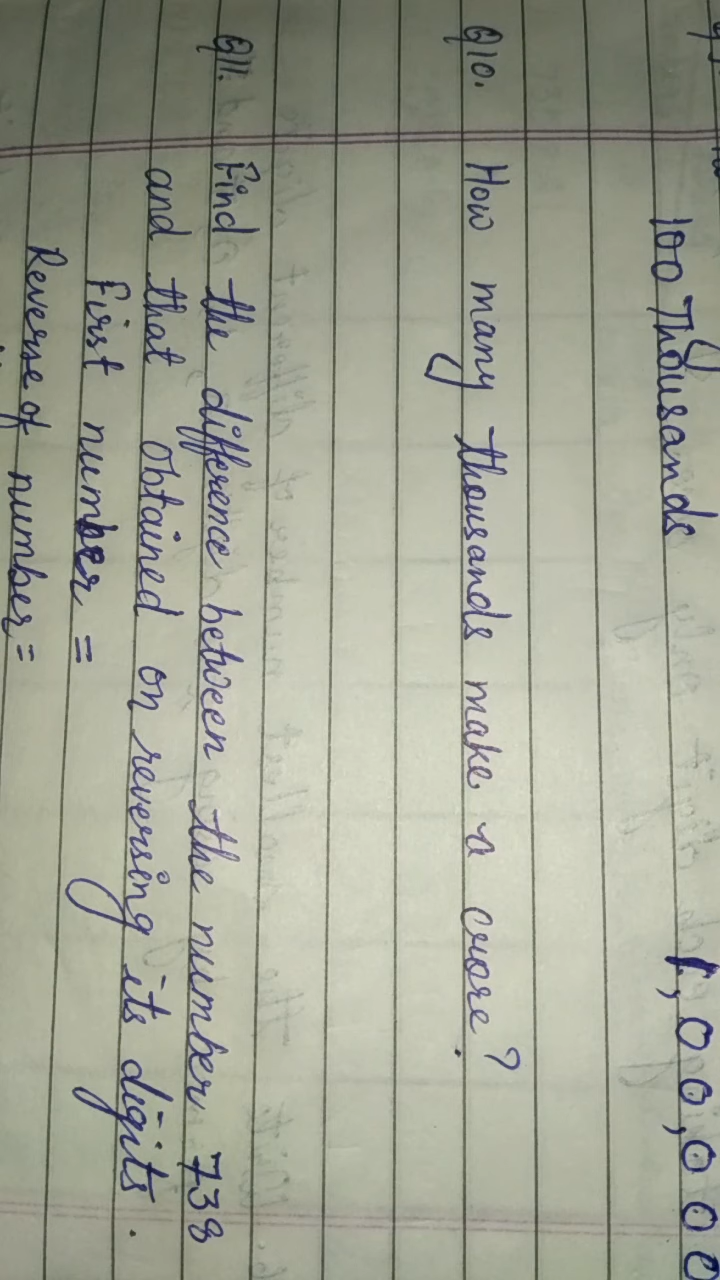 100 Thousands 1,00,000
Q10. How many thousands make a crore?
Q11. Find the difference between the number 738
and that obtained on reversing its digits.
First number =
Reverse of number =